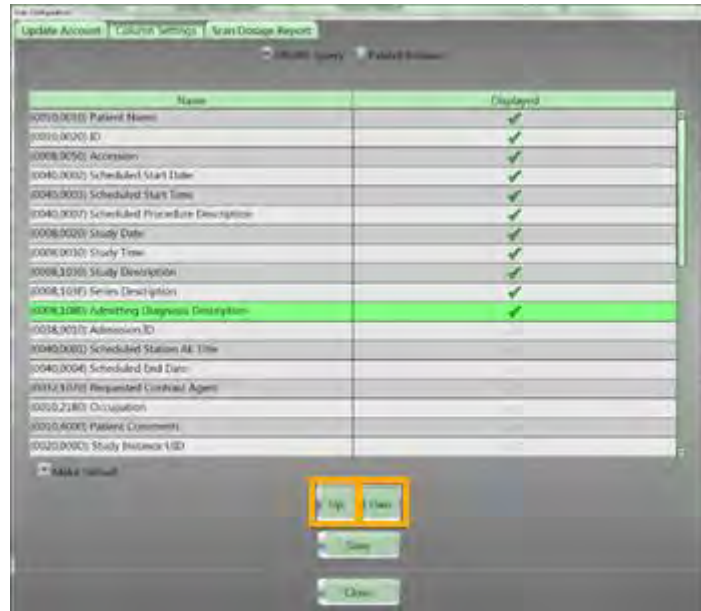 Update Account Column Settings Scan Dosage Report
Query Patient
Name Displayed
(0010,0010) Patient Name
(0010,0020) ID
(0008,0050) Accession
(0040,0002) Scheduled Start Date
(0040,0003) Scheduled Start Time
(0040,0007) Scheduled Procedure Description
(0008,0020) Study Date
(0008,0030) Study Time
(0008,1030) Study Description
(0008,103E) Series Description
(0008,1080) Admitting Diagnosis Description
(0038,0010) Admission ID
(0040,0001) Scheduled Station AE Title
(0040,0004) Scheduled End Date
(0032,1070) Requested Contrast Agent
(0010,2180) Occupation
(0010,4000) Patient Comments
(0020,000D) Study Instance UID
Make Default
Up Down
Save
Close